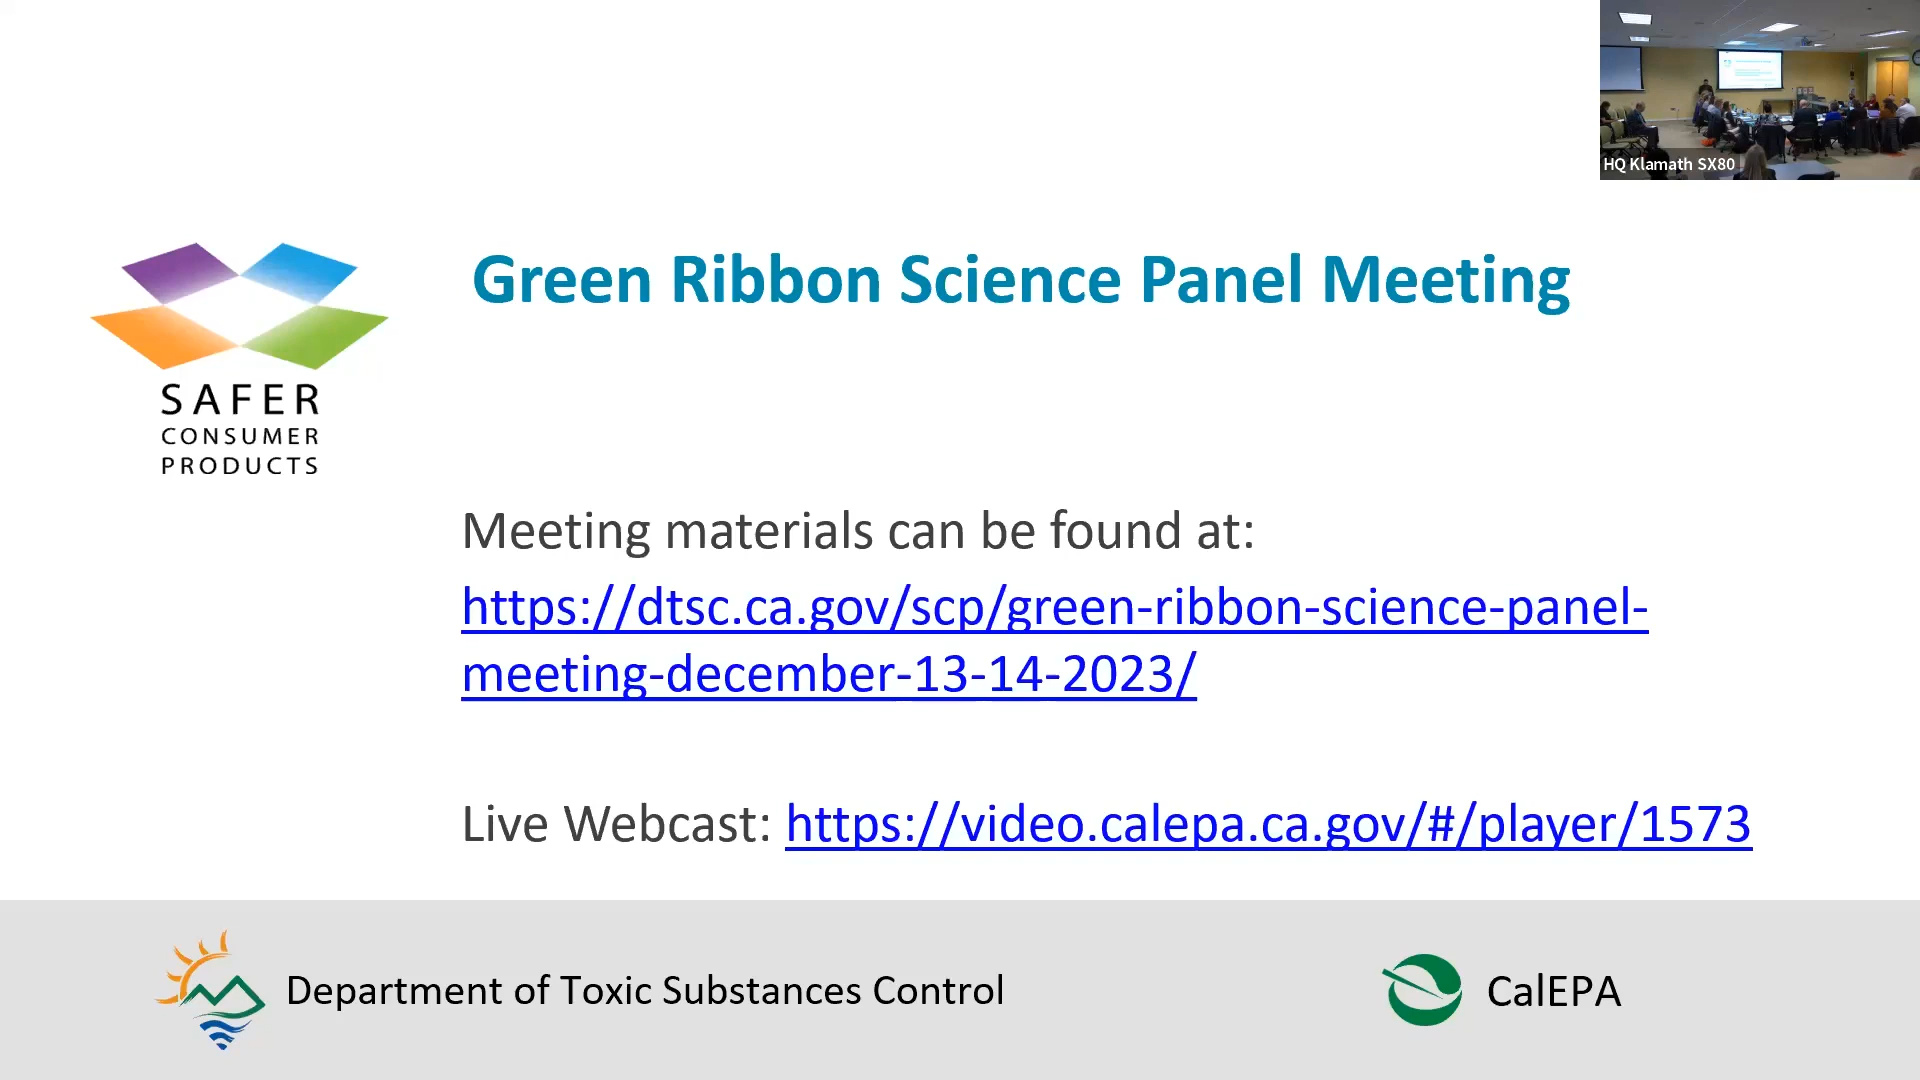 HQ Klamath SX80
Green Ribbon Science Panel Meeting
SAFER
CONSUMER
PRODUCTS
Meeting materials can be found at:
https://dtsc.ca.gov/scp/green-ribbon-science-panel-
meeting-december-13-14-2023/
Live Webcast: https://video.calepa.ca.gov/#/player/1573
Department of Toxic Substances Control
CalEPA